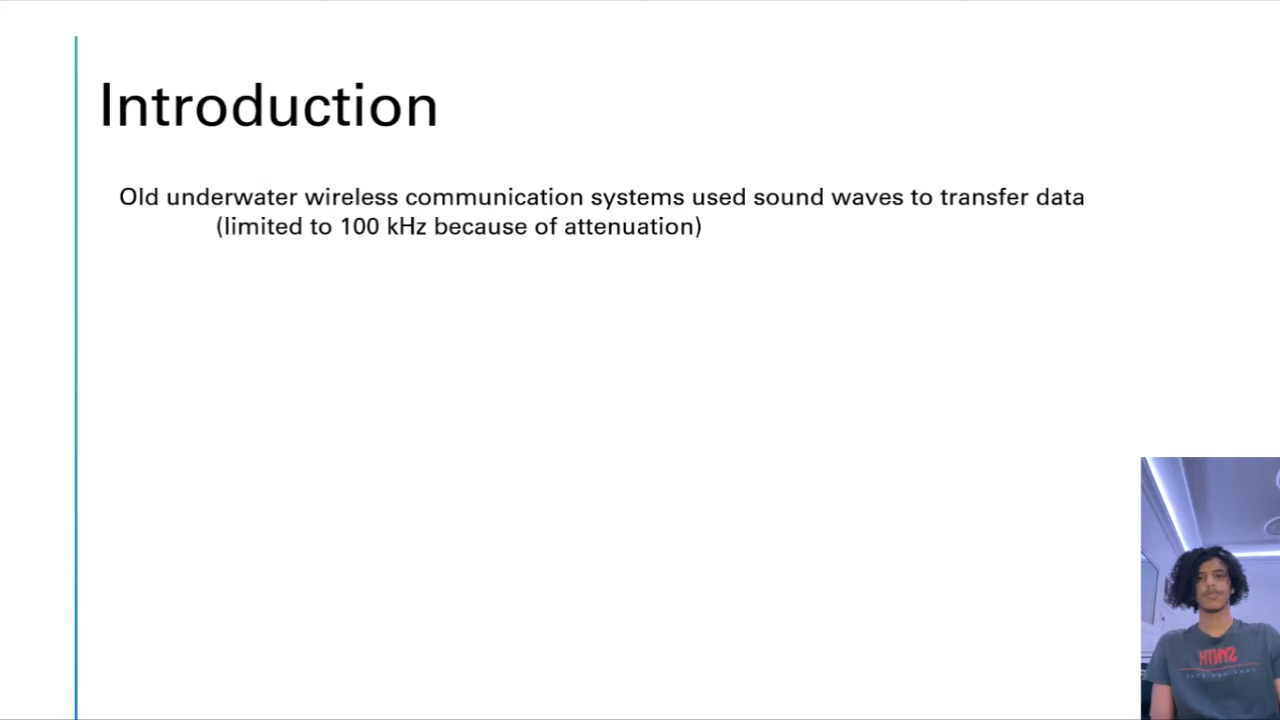 Introduction
Old underwater wireless communication systems used sound waves to transfer data
(limited to 100 kHz because of attenuation)